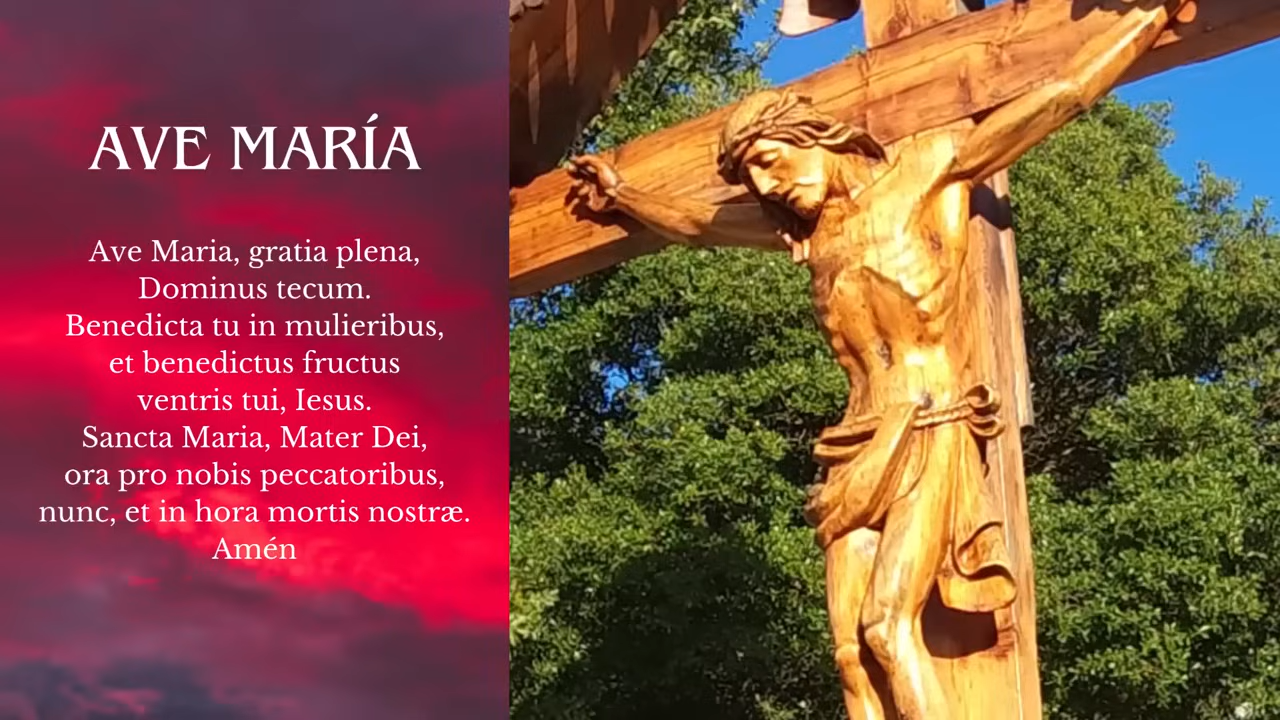 AVE MARÍA
Ave Maria, gratia plena,
Dominus tecum.
Benedicta tu in mulieribus,
et benedictus fructus
ventris tui, Iesus.
Sancta Maria, Mater Dei,
ora pro nobis peccatoribus,
nunc, et in hora mortis nostræ.
Amén